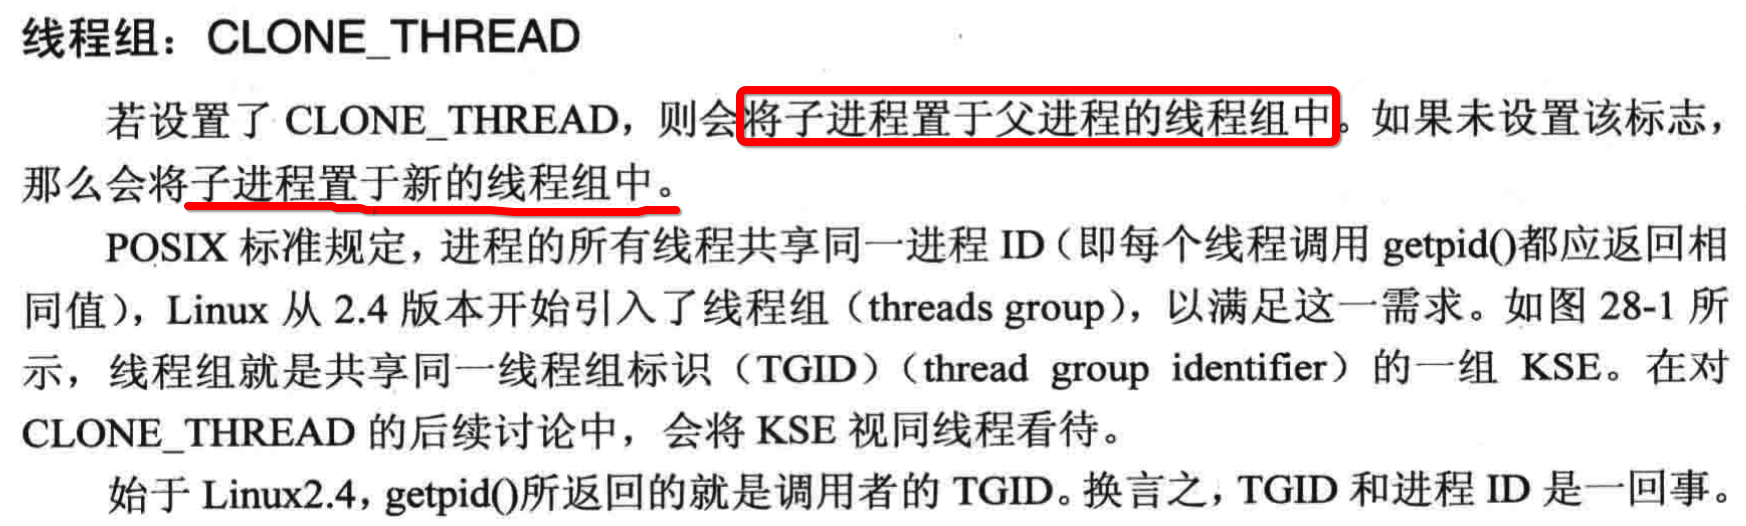 线程组：CLONE_THREAD
若设置了 CLONE_THREAD，则会将子进程置于父进程的线程组中。如果未设置该标志，
那么会将子进程置于新的线程组中。
POSIX 标准规定，进程的所有线程共享同一进程 ID（即每个线程调用 getpid()都应返回相
同值），Linux 从 2.4 版本开始引入了线程组（threads group），以满足这一需求。如图 28-1 所
示，线程组就是共享同一线程组标识（TGID）（thread group identifier）的一组 KSE。在对
CLONE_THREAD 的后续讨论中，会将 KSE 视同线程看待。
始于 Linux2.4，getpid()所返回的就是调用者的 TGID。换言之，TGID 和进程 ID 是一回事。